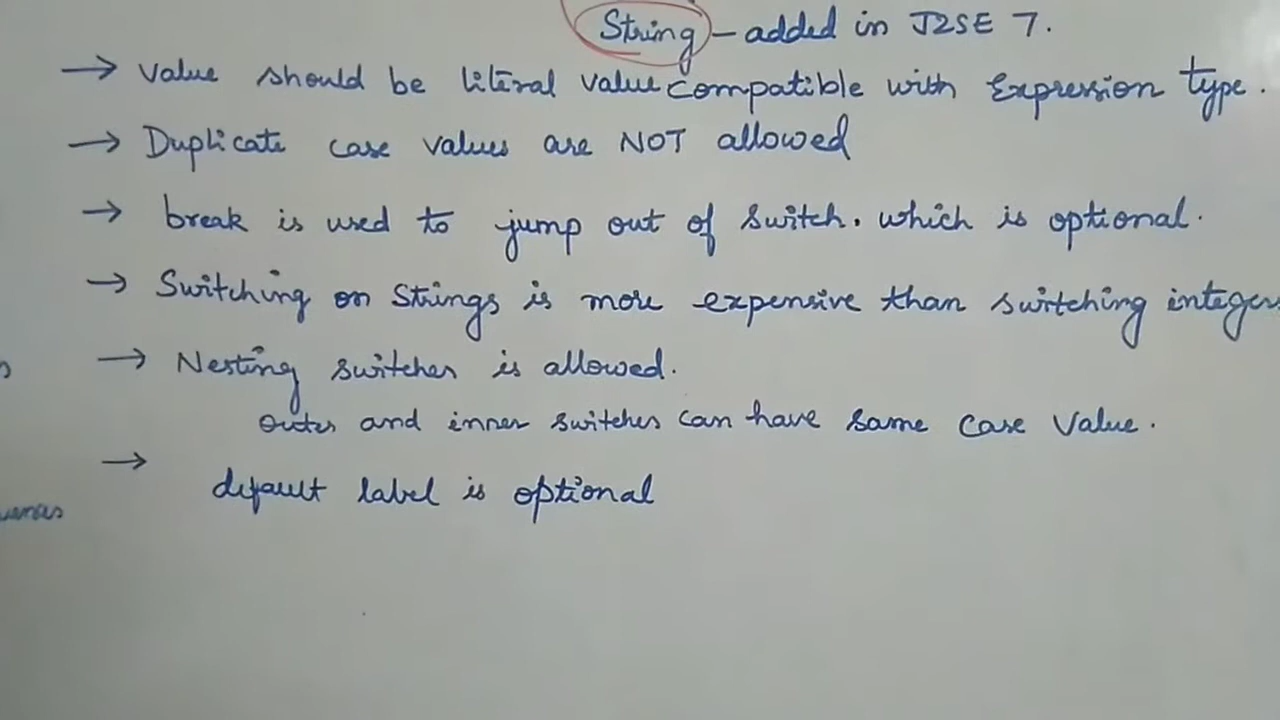 String - added in J2SE 7.
→ Value should be literal value compatible with Expression type.
→ Duplicate case values are NOT allowed
→ break is used to jump out of switch. which is optional.
→ Switching on Strings is more expensive than switching integers
→ Nesting switches is allowed.
outer and inner switches can have same case value.
→ default label is optional